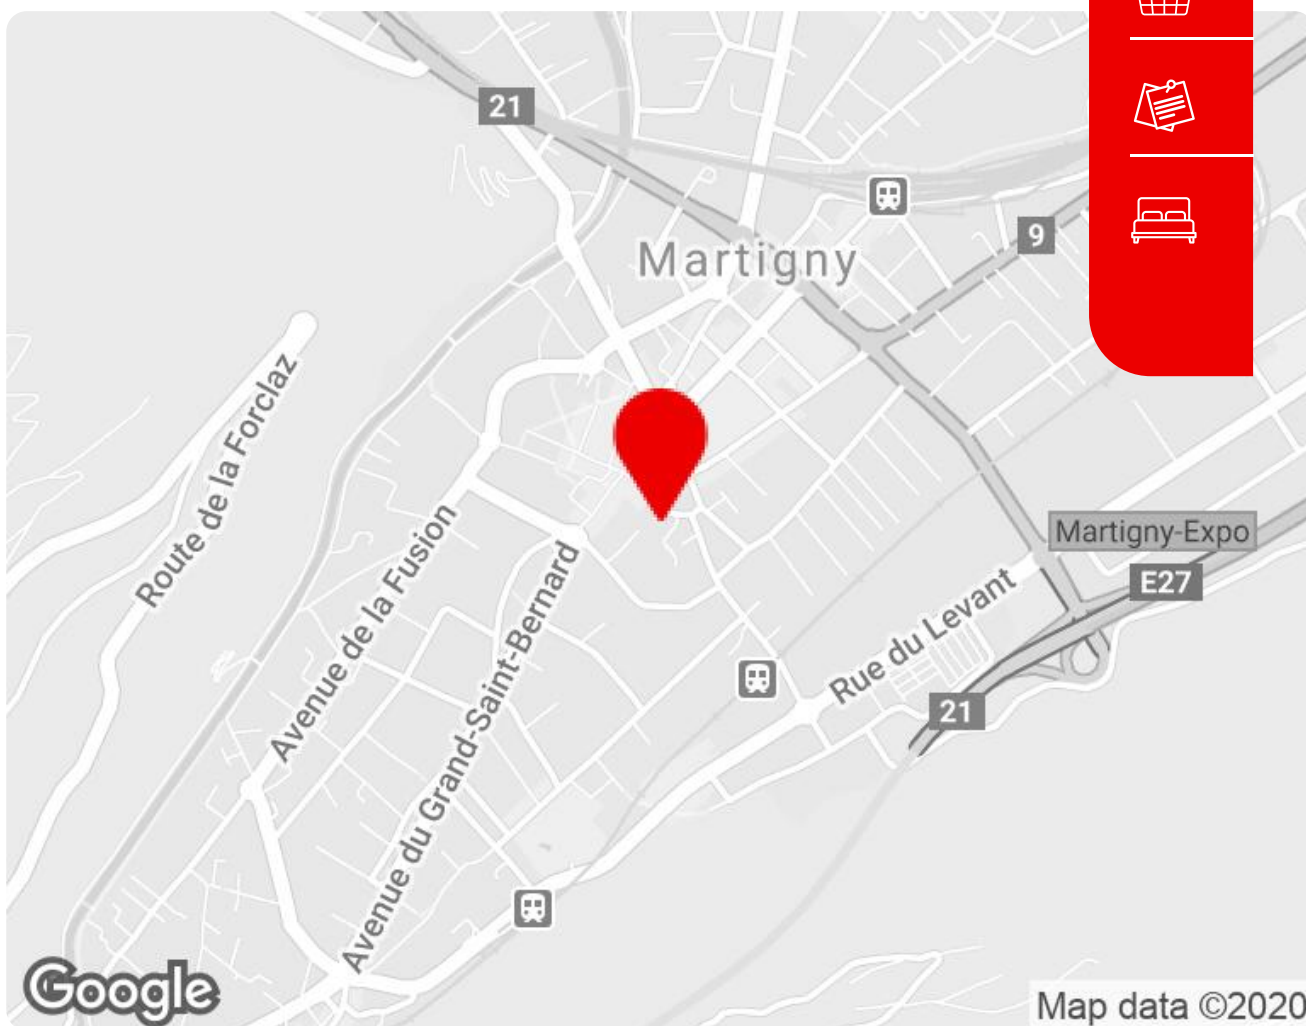 21
9
Martigny
Route de la Forclaz
Avenue de la Fusion
Martigny-Expo
Avenue du Grand-Saint-Bernard
E27
Rue du Levant
21
Google
Map data ©2020